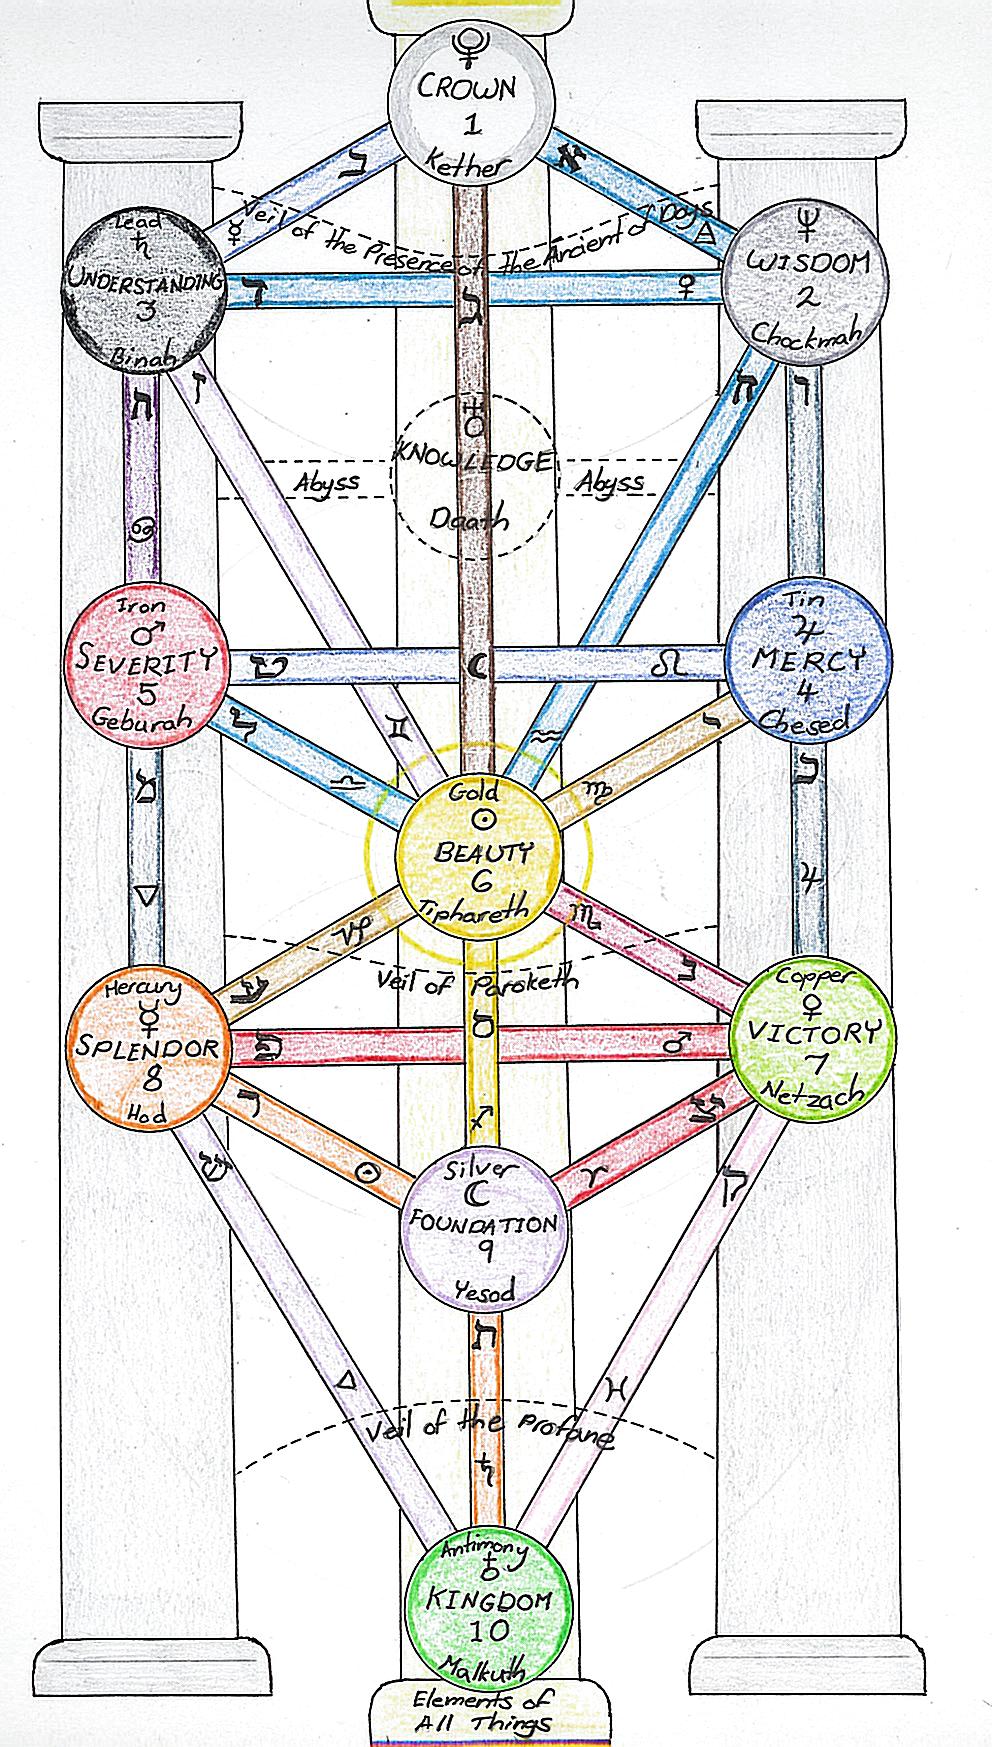 ♇
CROWN
1
Kether
ב
א
☿
Veil of the Presence of the Ancient of Days
🜁
Lead
♄
UNDERSTANDING
3
Binah
♆
WISDOM
2
Chockmah
ד
♀
ג
ח
ז
ה
ו
KNOWLEDGE
Daath
Abyss
Abyss
♋
Iron
♂
SEVERITY
5
Geburah
Tin
♃
MERCY
4
Chesed
ט
☾
♌
ל
♊
♒
י
♎
♍
Gold
☉
BEAUTY
6
Tiphareth
מ
▽
כ
♃
♑
♏
ע
נ
Veil of Paroketh
Mercury
☿
SPLENDOR
8
Hod
Copper
♀
VICTORY
7
Netzach
ס
פ
♂
ר
♐
צ
ש
☉
♈
ק
Silver
☾
FOUNDATION
9
Yesod
ת
△
♓
Veil of the Profane
♄
Antimony
♁
KINGDOM
10
Malkuth
Elements of
All Things